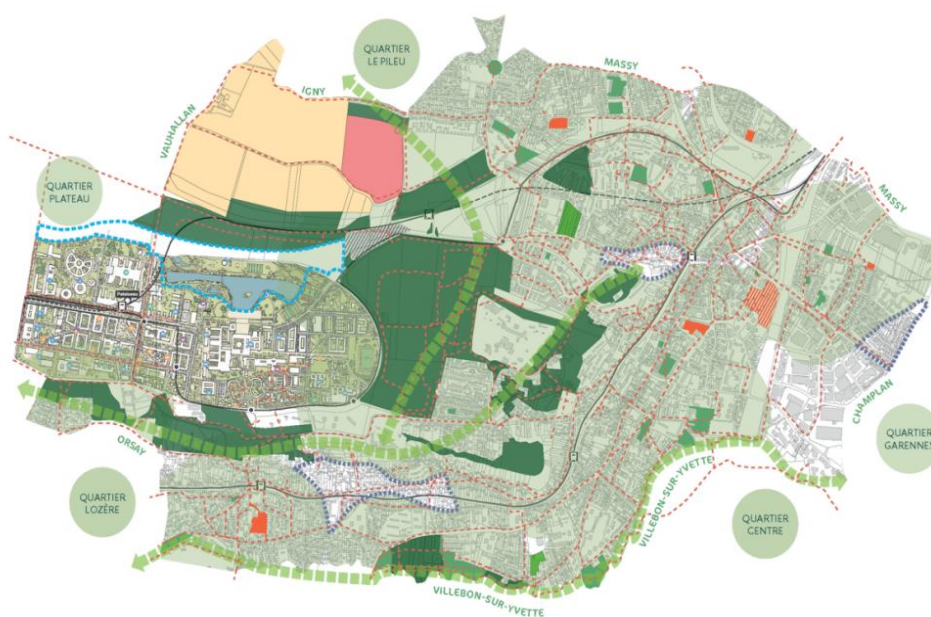 QUARTIER
LE PILEU
MASSY
IGNY
VAUHALLAN
QUARTIER
PLATEAU
MASSY
CHAMPLAN
QUARTIER
GARENNES
ORSAY
VILLEBON-SUR-YVETTE
QUARTIER
LOZÈRE
QUARTIER
CENTRE
VILLEBON-SUR-YVETTE